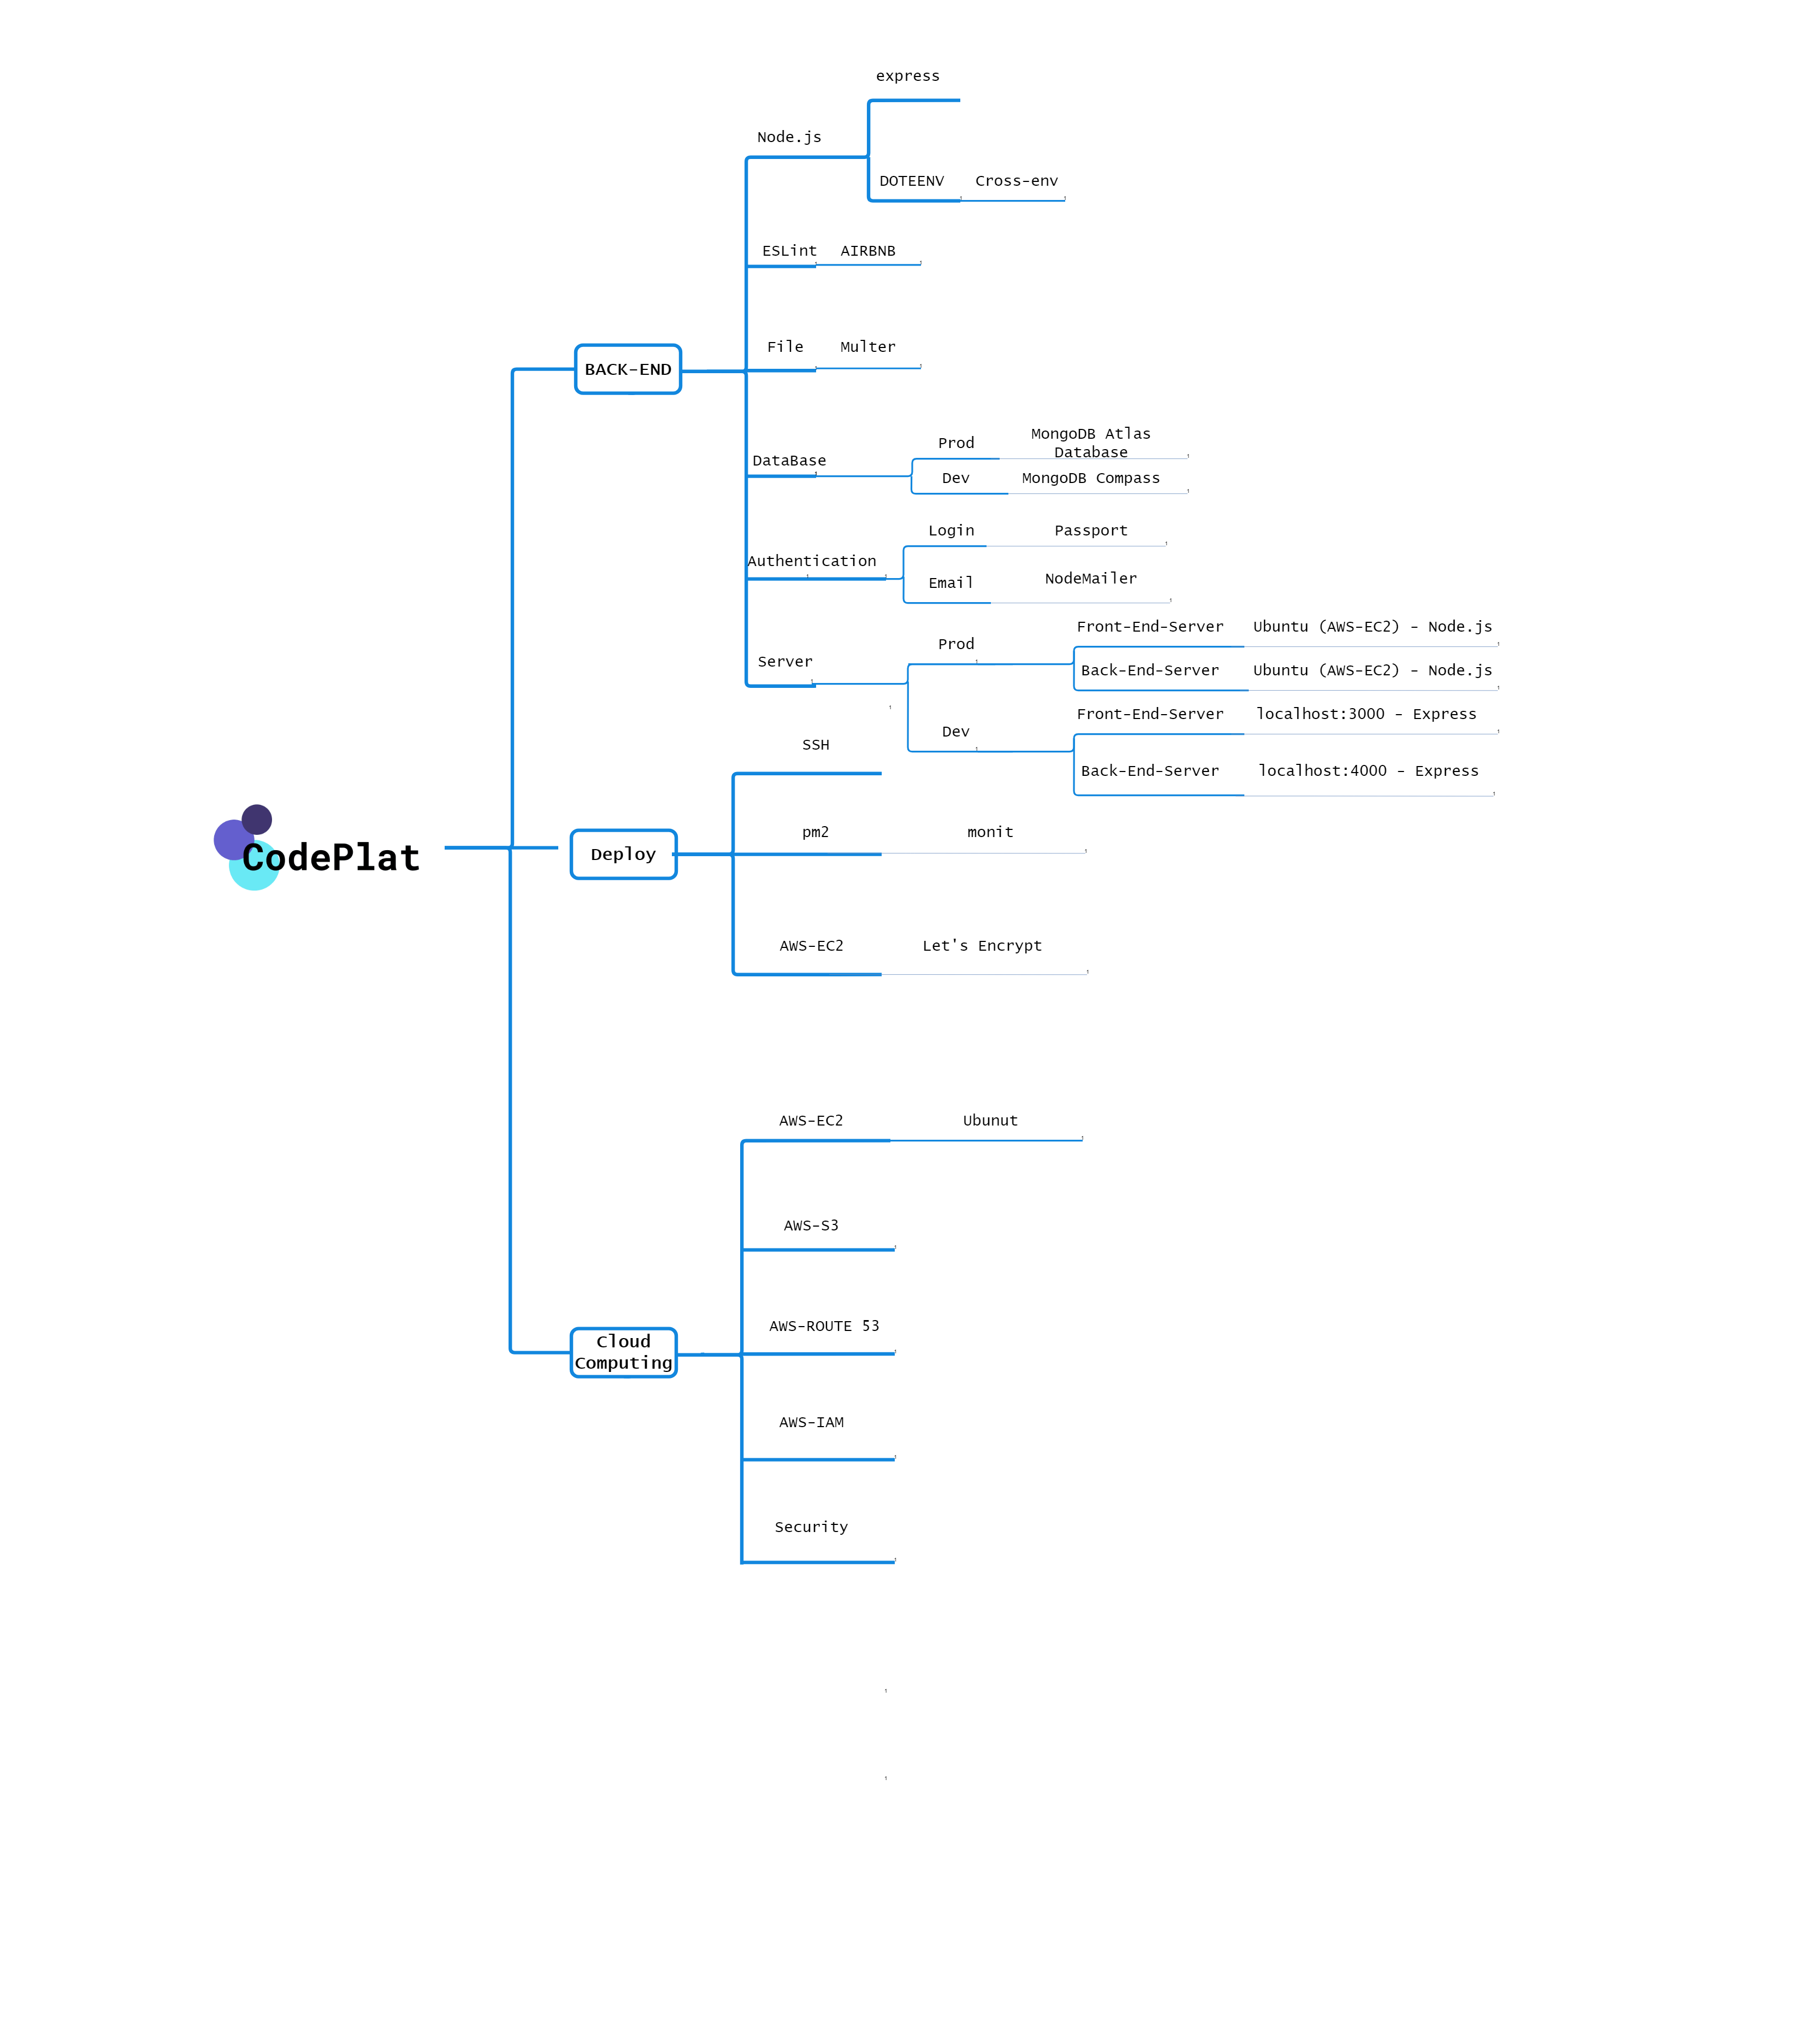 express
Node.js
DOTEENV Cross-env
ESLint AIRBNB
File Multer
BACK-END
DataBase
Prod MongoDB Atlas
Database
Dev MongoDB Compass
Authentication
Login Passport
Email NodeMailer
Server
Prod
Front-End-Server Ubuntu (AWS-EC2) - Node.js
Back-End-Server Ubuntu (AWS-EC2) - Node.js
Dev
Front-End-Server localhost:3000 - Express
Back-End-Server localhost:4000 - Express
CodePlat
Deploy
SSH
pm2 monit
AWS-EC2 Let's Encrypt
Cloud
Computing
AWS-EC2 Ubunut
AWS-S3
AWS-ROUTE 53
AWS-IAM
Security